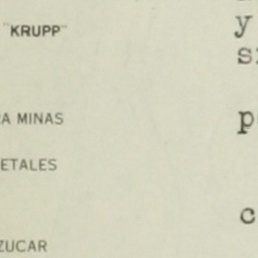 "KRUPP"
A MINAS
ETALES
ZUCAR
y
s
p
c